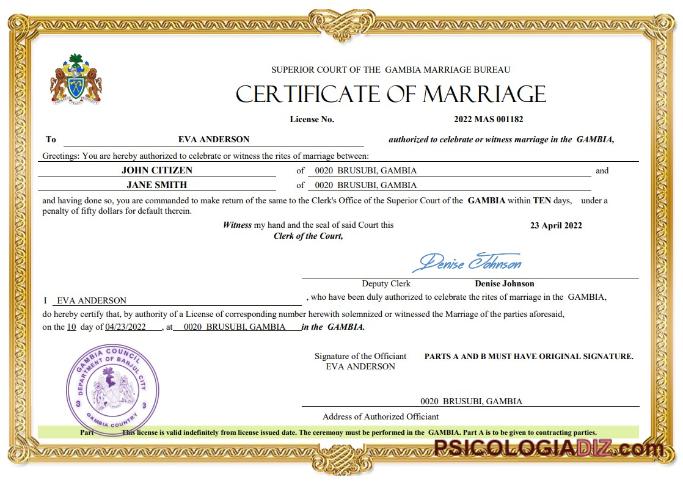 SUPERIOR COURT OF THE GAMBIA MARRIAGE BUREAU
CERTIFICATE OF MARRIAGE
License No. 2022 MAS 001182
To EVA ANDERSON authorized to celebrate or witness marriage in the GAMBIA,
Greetings: You are hereby authorized to celebrate or witness the rites of marriage between:
JOHN CITIZEN of 0020 BRUSUBI, GAMBIA and
JANE SMITH of 0020 BRUSUBI, GAMBIA
and having done so, you are commanded to make return of the same to the Clerk's Office of the Superior Court of the GAMBIA within TEN days, under a
penalty of fifty dollars for default therein.
Witness my hand and the seal of said Court this 23 April 2022
Clerk of the Court,
Denise Johnson
Deputy Clerk Denise Johnson
I EVA ANDERSON , who have been duly authorized to celebrate the rites of marriage in the GAMBIA,
do hereby certify that, by authority of a License of corresponding number herewith solemnized or witnessed the Marriage of the parties aforesaid,
on the 10 day of 04/23/2022 , at 0020 BRUSUBI, GAMBIA in the GAMBIA.
GAMBIA COUNCIL
DEPARTMENT OF BANJUL CITY
GAMBIA COUNTRY
Signature of the Officiant PARTS A AND B MUST HAVE ORIGINAL SIGNATURE.
EVA ANDERSON
0020 BRUSUBI, GAMBIA
Address of Authorized Officiant
Part This license is valid indefinitely from license issued date. The ceremony must be performed in the GAMBIA. Part A is to be given to contracting parties.
PSICOLOGIADIZ.com